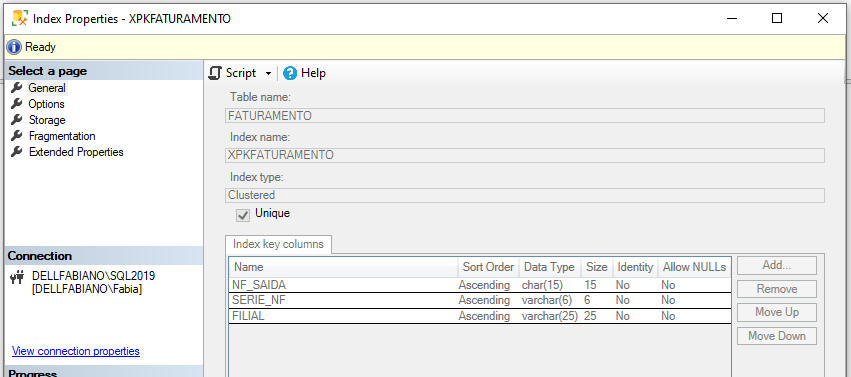 Index Properties - XPKFATURAMENTO
Ready
Select a page
General
Options
Storage
Fragmentation
Extended Properties
Connection
DELLFABIANO\SQL2019
[DELLFABIANO\Fabia]
View connection properties
Progress
Script Help
Table name:
FATURAMENTO
Index name:
XPKFATURAMENTO
Index type:
Clustered
Unique
Index key columns
Name Sort Order Data Type Size Identity Allow NULLs
NF_SAIDA Ascending char(15) 15 No No
SERIE_NF Ascending varchar(6) 6 No No
FILIAL Ascending varchar(25) 25 No No
Add...
Remove
Move Up
Move Down